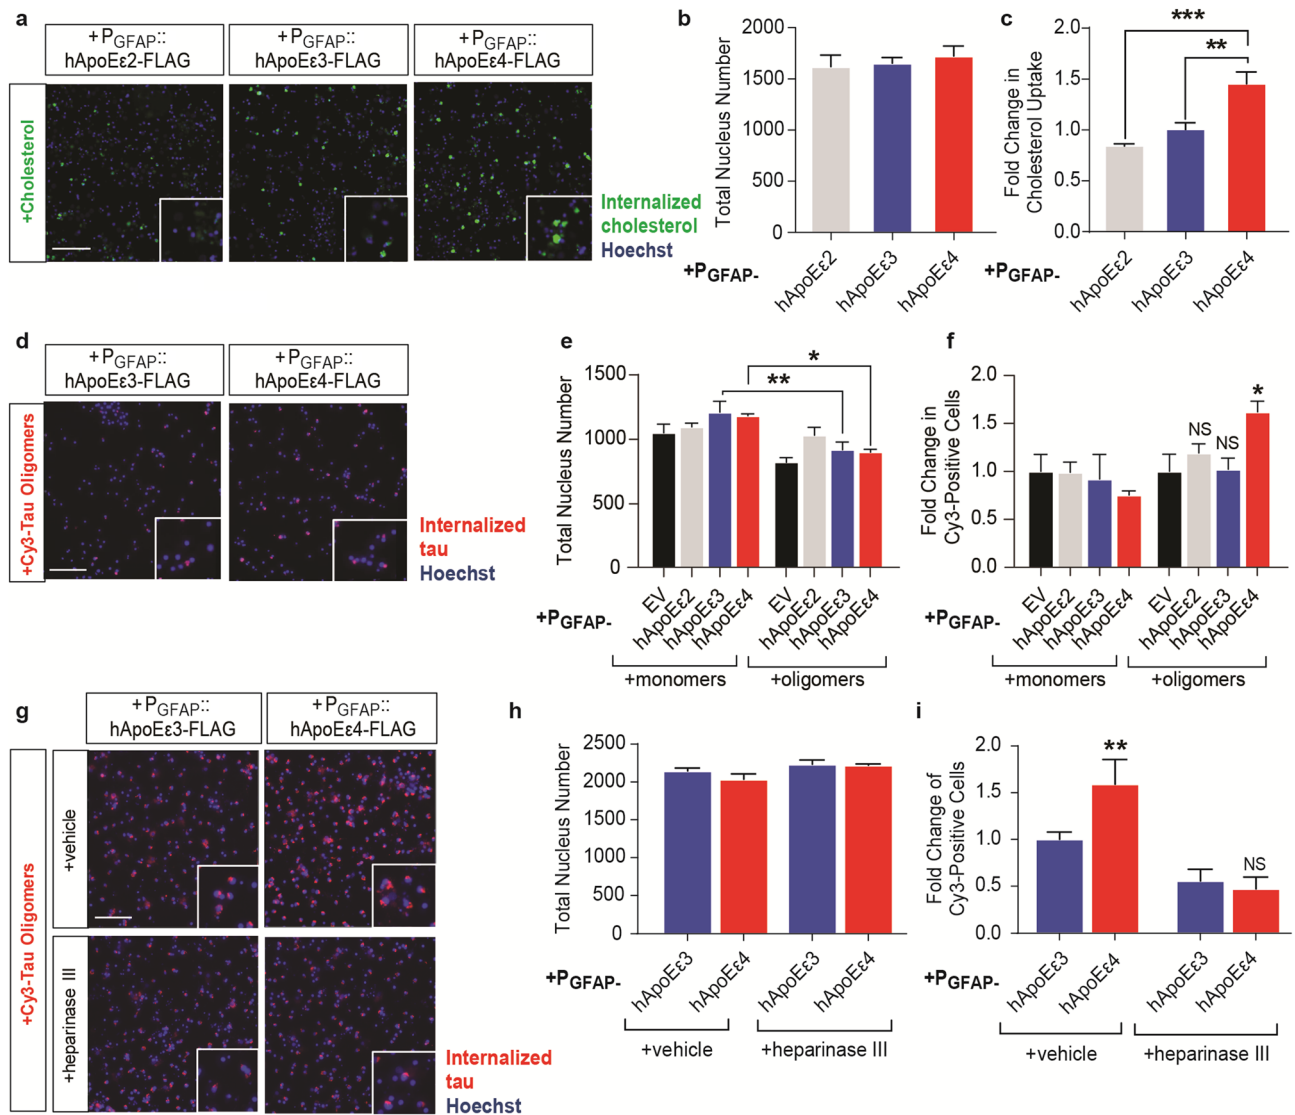 a
+PGFAP::
hApoEε2-FLAG
+PGFAP::
hApoEε3-FLAG
+PGFAP::
hApoEε4-FLAG
+Cholesterol
Internalized
cholesterol
Hoechst
b
Total Nucleus Number
2000
1500
1000
500
0
+PGFAP-
hApoEε2
hApoEε3
hApoEε4
c
Fold Change in
Cholesterol Uptake
2.0
1.5
1.0
0.5
0.0
***
**
+PGFAP-
hApoEε2
hApoEε3
hApoEε4
d
+PGFAP::
hApoEε3-FLAG
+PGFAP::
hApoEε4-FLAG
+Cy3-Tau Oligomers
Internalized
tau
Hoechst
e
Total Nucleus Number
1500
1000
500
0
*
**
+PGFAP-
EV
hApoEε2
hApoEε3
hApoEε4
EV
hApoEε2
hApoEε3
hApoEε4
+monomers
+oligomers
f
Fold Change in
Cy3-Positive Cells
2.0
1.5
1.0
0.5
0.0
NS
NS
*
+PGFAP-
EV
hApoEε2
hApoEε3
hApoEε4
EV
hApoEε2
hApoEε3
hApoEε4
+monomers
+oligomers
g
+PGFAP::
hApoEε3-FLAG
+PGFAP::
hApoEε4-FLAG
+Cy3-Tau Oligomers
+vehicle
+heparinase III
Internalized
tau
Hoechst
h
Total Nucleus Number
2500
2000
1500
1000
500
0
+PGFAP-
hApoEε3
hApoEε4
hApoEε3
hApoEε4
+vehicle
+heparinase III
i
Fold Change of
Cy3-Positive Cells
2.0
1.5
1.0
0.5
0.0
**
NS
+PGFAP-
hApoEε3
hApoEε4
hApoEε3
hApoEε4
+vehicle
+heparinase III